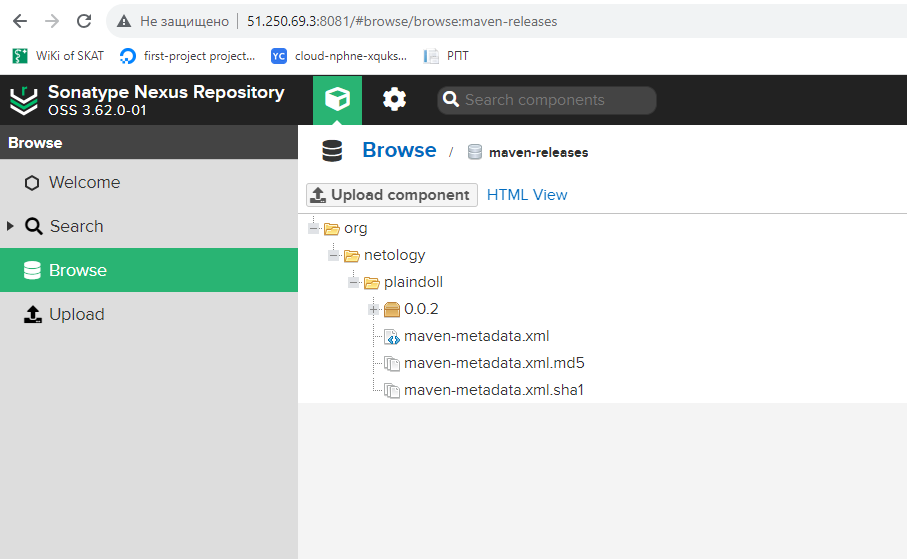 Не защищено 51.250.69.3:8081/#browse/browse:maven-releases
WiKi of SKAT first-project project... YC cloud-nphne-xquks... РПТ
Sonatype Nexus Repository
OSS 3.62.0-01
Search components
Browse
Welcome
Search
Browse
Upload
Browse / maven-releases
Upload component HTML View
org
netology
plaindoll
0.0.2
maven-metadata.xml
maven-metadata.xml.md5
maven-metadata.xml.sha1